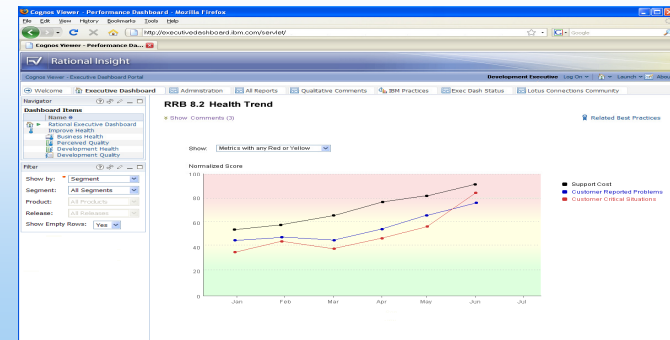 Cognos Viewer - Performance Dashboard - Mozilla Firefox
File Edit View History Bookmarks Tools Help
http://executivedashboard.ibm.com/servlet/
Google
Cognos Viewer - Performance Da...
Rational Insight
Cognos Viewer - Executive Dashboard Portal
Development Executive Log On Launch
Welcome Executive Dashboard Administration All Reports Qualitative Comments IBM Practices Exec Dash Status Lotus Connections Community
Navigator
Dashboard Items
Name
Rational Executive Dashboard
Improve Health
Business Health
Perceived Quality
Development Health
Development Quality
Filter
Show by: * Segment
Segment: All Segments
Product: All Products
Release: All Releases
Show Empty Rows: Yes
RRB 8.2 Health Trend
Show Comments (3)
Related Best Practices
Show: Metrics with any Red or Yellow
Normalized Score
100
80
60
40
20
0
Jan Feb Mar Apr May Jun Jul
Support Cost
Customer Reported Problems
Customer Critical Situations